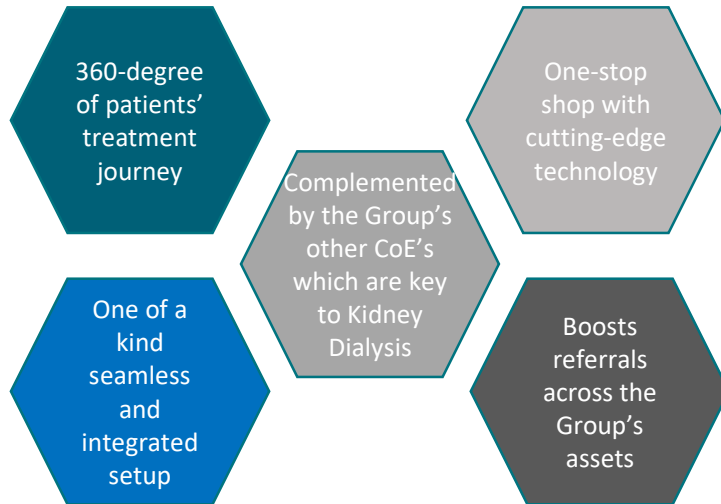 360-degree
of patients’
treatment
journey
One-stop
shop with
cutting-edge
technology
Complemented
by the Group’s
other CoE’s
which are key
to Kidney
Dialysis
One of a
kind
seamless
and
integrated
setup
Boosts
referrals
across the
Group’s
assets